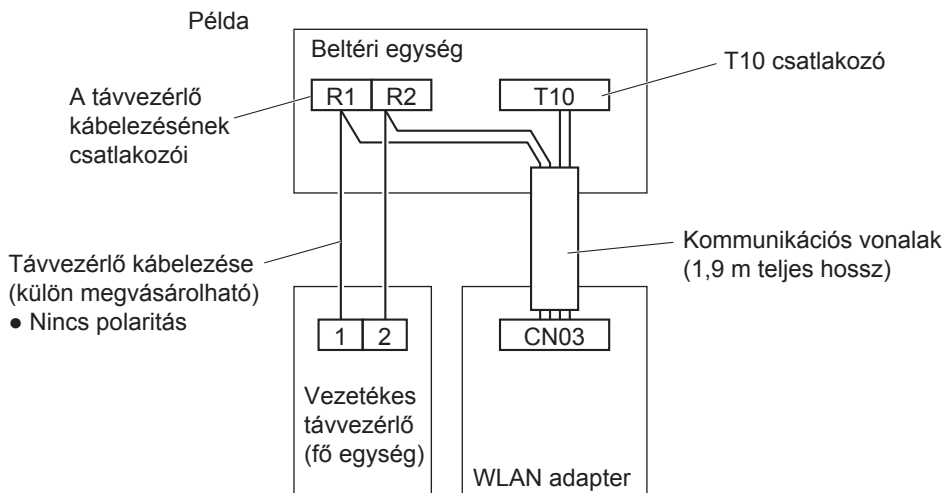 Példa
Beltéri egység
T10 csatlakozó
A távvezérlő
kábelezésének
csatlakozói
R1 R2
T10
Távvezérlő kábelezése
(külön megvásárolható)
● Nincs polaritás
Kommunikációs vonalak
(1,9 m teljes hossz)
1 2
CN03
Vezetékes
távvezérlő
(fő egység)
WLAN adapter